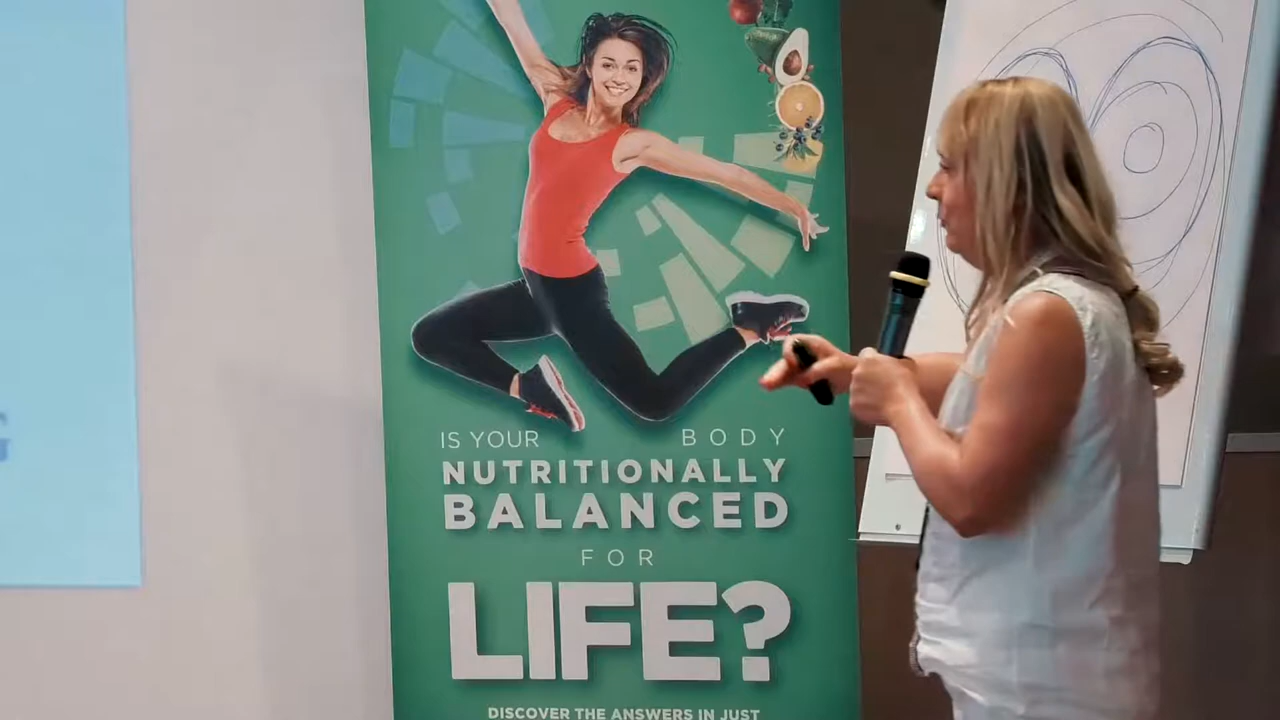 IS YOUR BODY
NUTRITIONALLY
BALANCED
FOR
LIFE?
DISCOVER THE ANSWERS IN JUST